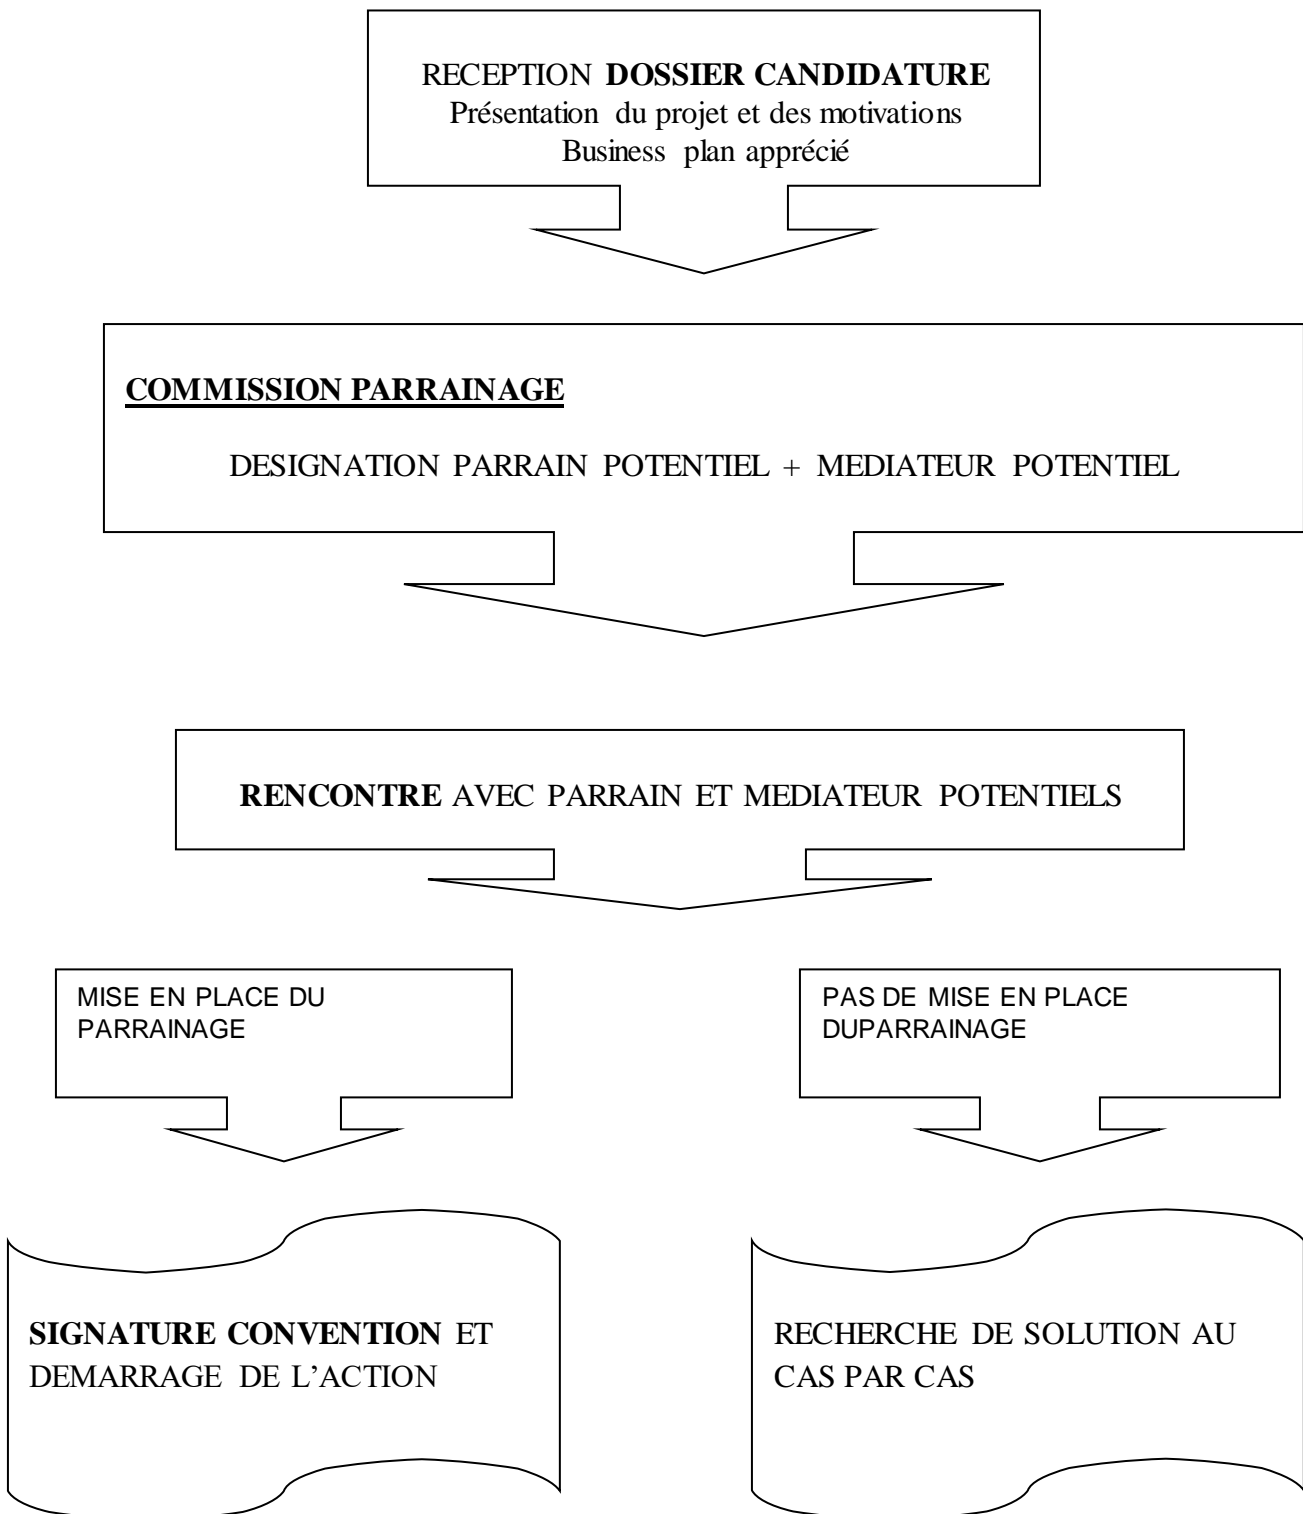 RECEPTION DOSSIER CANDIDATURE
Présentation du projet et des motivations
Business plan apprécié
COMMISSION PARRAINAGE
DESIGNATION PARRAIN POTENTIEL + MEDIATEUR POTENTIEL
RENCONTRE AVEC PARRAIN ET MEDIATEUR POTENTIELS
MISE EN PLACE DU
PARRAINAGE
PAS DE MISE EN PLACE
DUPARRAINAGE
SIGNATURE CONVENTION ET
DEMARRAGE DE L’ACTION
RECHERCHE DE SOLUTION AU
CAS PAR CAS